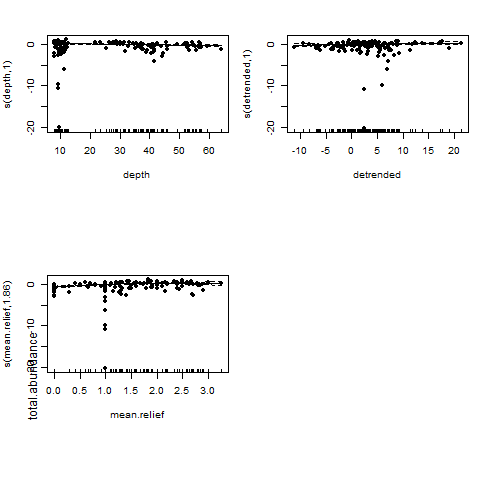 s(depth,1)
0
-10
-20
10 20 30 40 50 60
depth
s(detrended,1)
0
-10
-20
-10 -5 0 5 10 15 20
detrended
s(mean.relief,1.86)
total.abundance
0
-10
-20
0.0 0.5 1.0 1.5 2.0 2.5 3.0
mean.relief